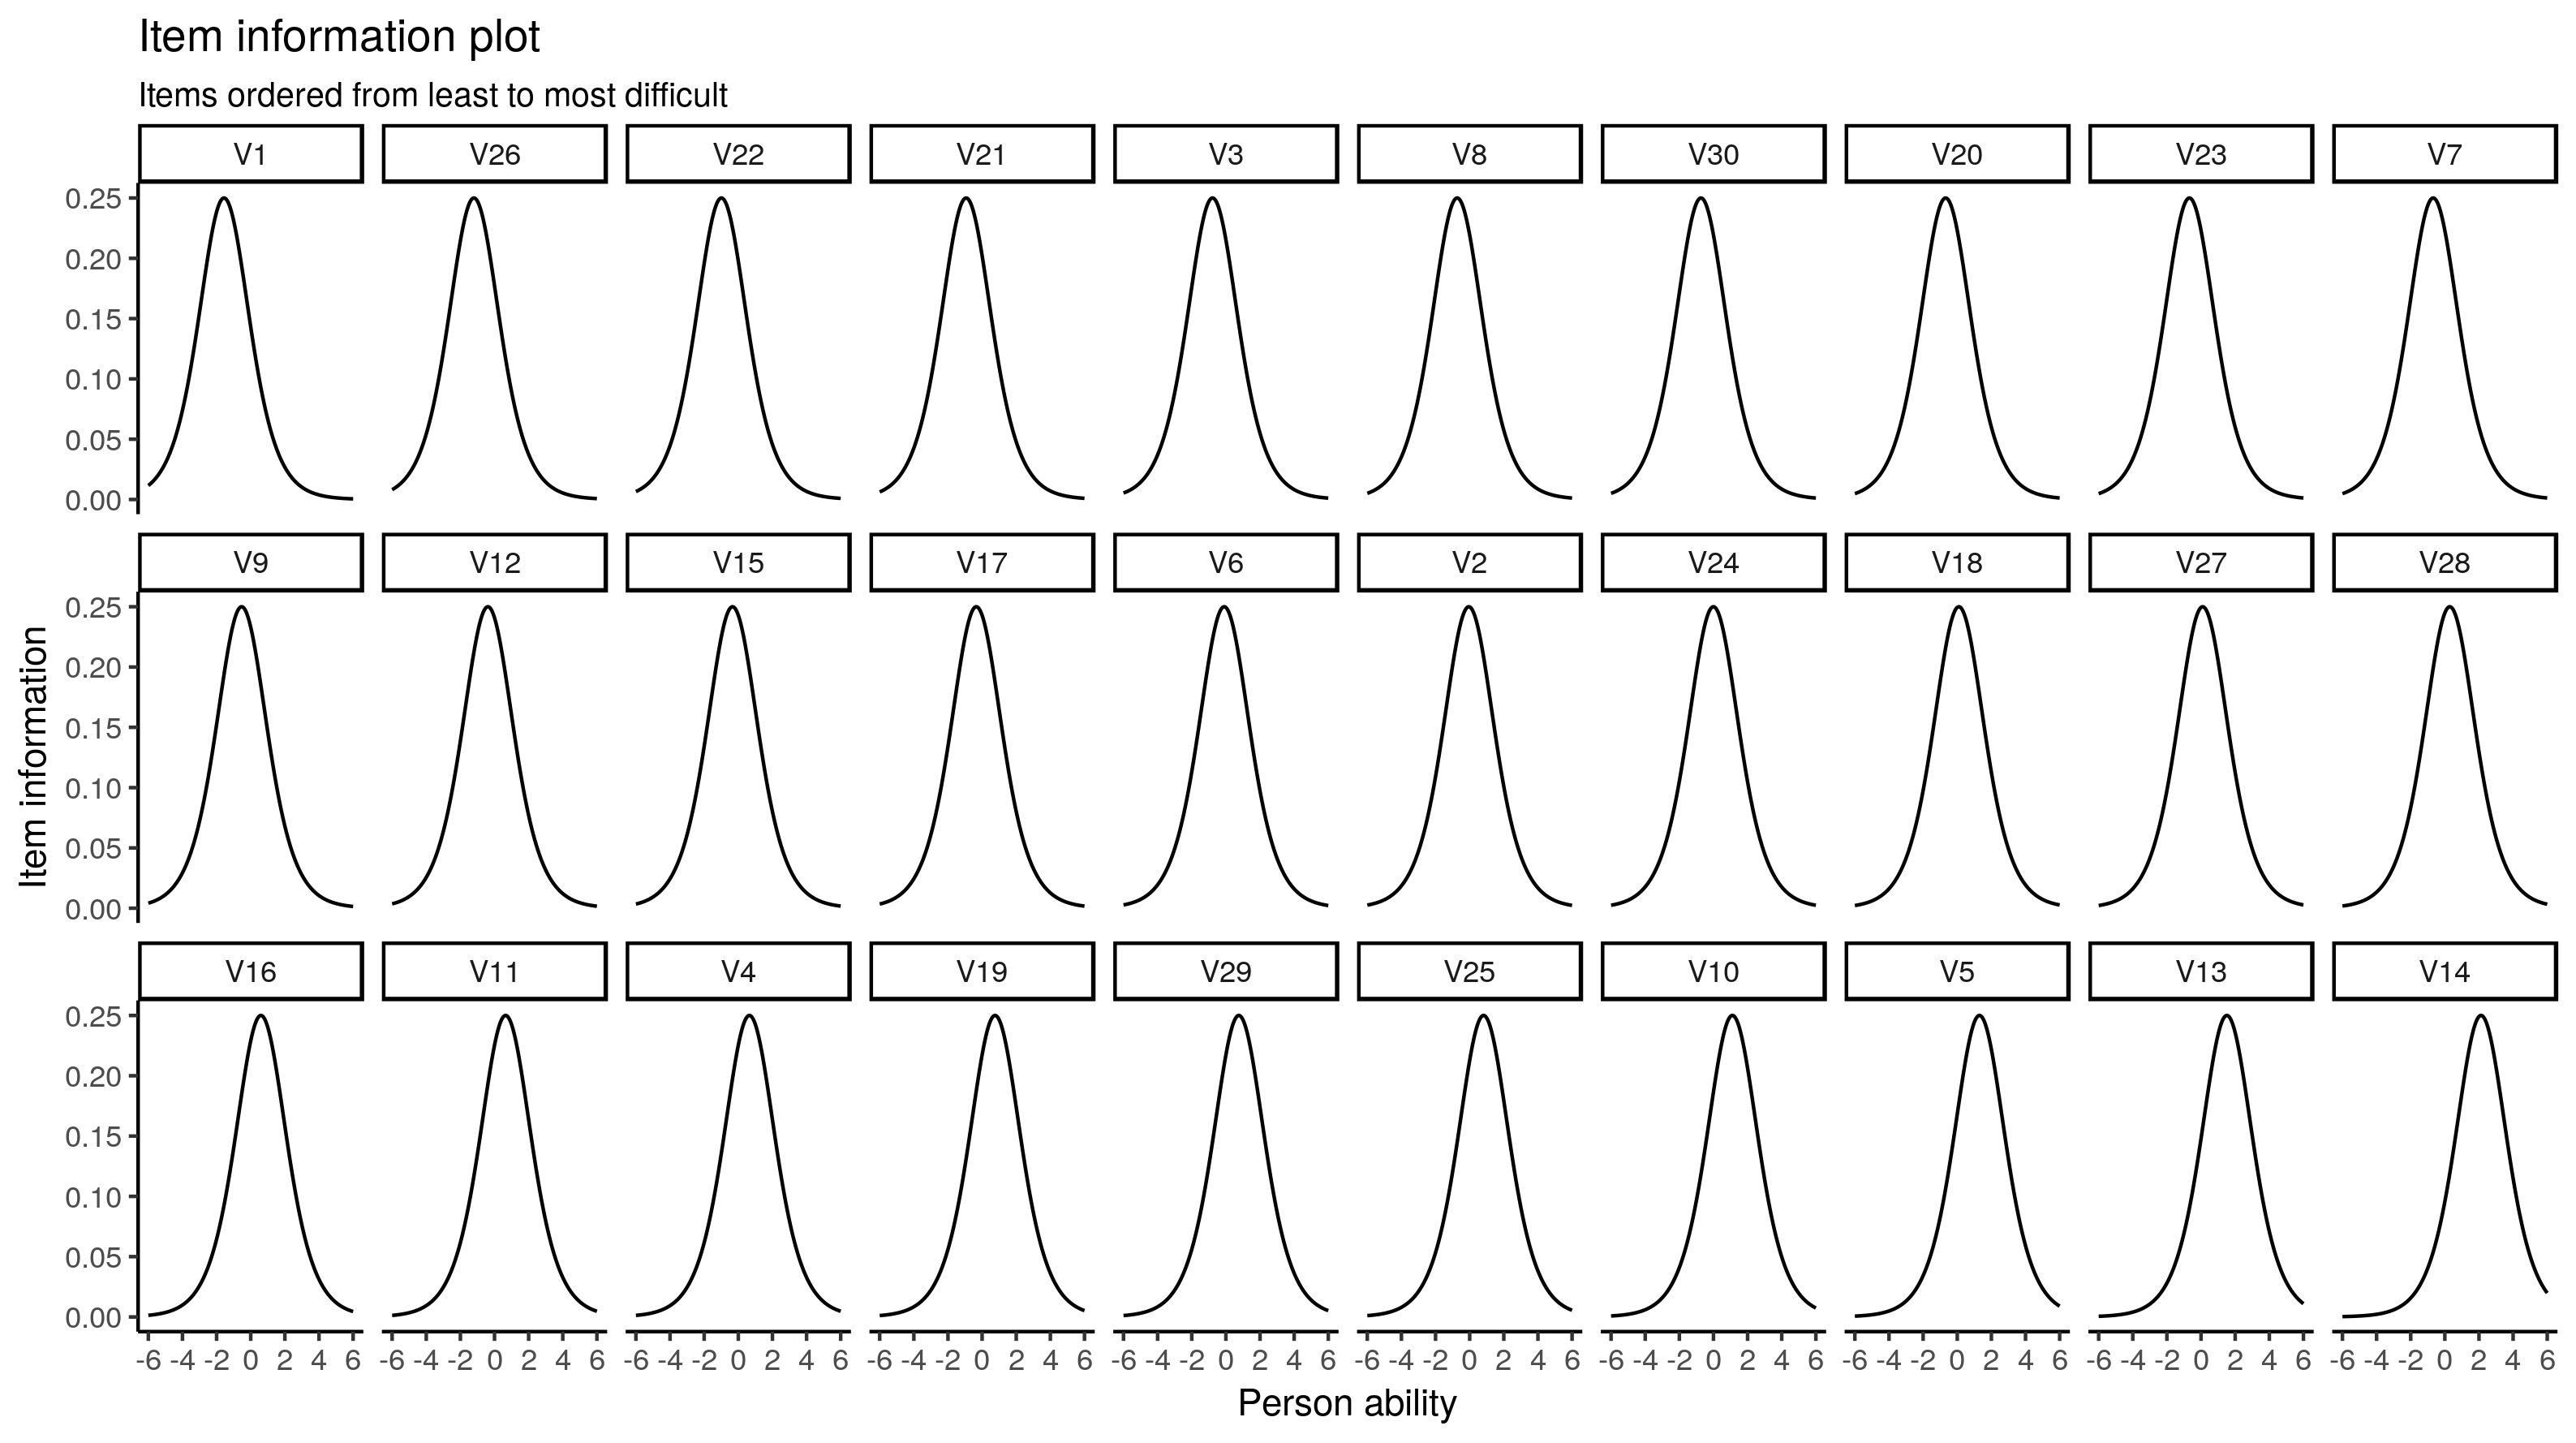 Item information plot
Items ordered from least to most difficult
V1 V26 V22 V21 V3 V8 V30 V20 V23 V7
0.25
0.20
0.15
0.10
0.05
0.00
V9 V12 V15 V17 V6 V2 V24 V18 V27 V28
0.25
0.20
0.15
0.10
0.05
0.00
Item information
V16 V11 V4 V19 V29 V25 V10 V5 V13 V14
0.25
0.20
0.15
0.10
0.05
0.00
-6 -4 -2 0 2 4 6 -6 -4 -2 0 2 4 6 -6 -4 -2 0 2 4 6 -6 -4 -2 0 2 4 6 -6 -4 -2 0 2 4 6 -6 -4 -2 0 2 4 6 -6 -4 -2 0 2 4 6 -6 -4 -2 0 2 4 6 -6 -4 -2 0 2 4 6 -6 -4 -2 0 2 4 6
Person ability